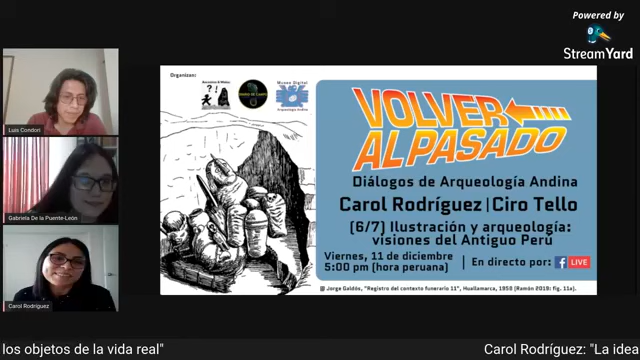 Powered by
StreamYard
Luis Condori
Gabriela De la Puente-León
Carol Rodríguez
Organizan:
Museo Digital
Arqueología Andina
VOLVER
AL PASADO
Diálogos de Arqueología Andina
Carol Rodríguez | Ciro Tello
(6/7) Ilustración y arqueología:
visiones del Antiguo Perú
Viernes, 11 de diciembre
5:00 pm (hora peruana)
En directo por: f LIVE
@ Jorge Galdós, "Registro del contexto funerario 11", Huallamarca, 1958 (Ramón 2019: fig. 11a).
los objetos de la vida real"
Carol Rodríguez: "La idea